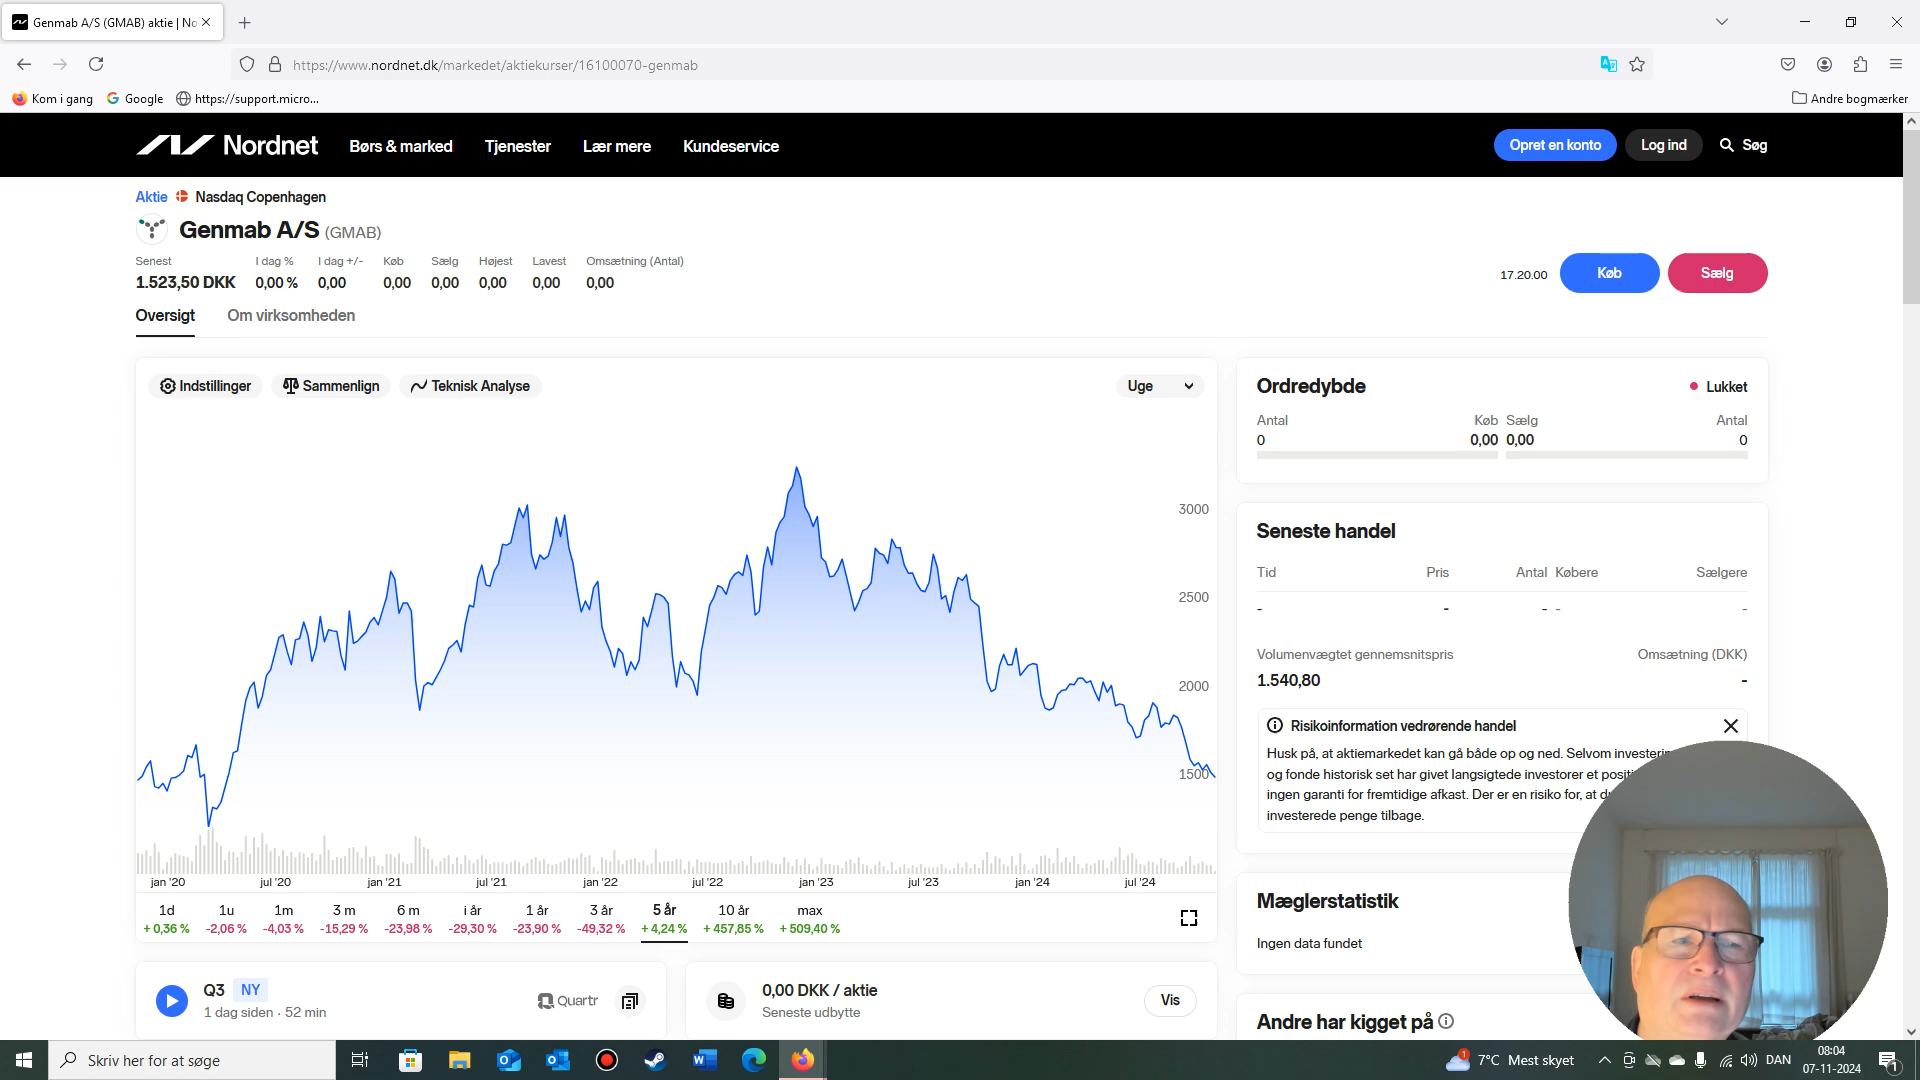 Genmab A/S (GMAB) aktie | No
https://www.nordnet.dk/markedet/aktiekurser/16100070-genmab
Kom i gang
Google
https://support.micro...
Andre bogmærker
Nordnet
Børs & marked
Tjenester
Lær mere
Kundeservice
Opret en konto
Log ind
Søg
Aktie Nasdaq Copenhagen
Genmab A/S (GMAB)
Senest I dag % I dag +/- Køb Sælg Højest Lavest Omsætning (Antal)
1.523,50 DKK 0,00 % 0,00 0,00 0,00 0,00 0,00 0,00
17.20.00
Køb
Sælg
Oversigt
Om virksomheden
Indstillinger
Sammenlign
Teknisk Analyse
Uge
3000
2500
2000
1500
jan '20 jul '20 jan '21 jul '21 jan '22 jul '22 jan '23 jul '23 jan '24 jul '24
1d 1u 1m 3 m 6 m i år 1 år 3 år 5 år 10 år max
+ 0,36 % -2,06 % -4,03 % -15,29 % -23,98 % -29,30 % -23,90 % -49,32 % + 4,24 % + 457,85 % + 509,40 %
Q3 NY
1 dag siden · 52 min
Quartr
0,00 DKK / aktie
Seneste udbytte
Vis
Ordredybde
Lukket
Antal Køb Sælg Antal
0 0,00 0,00 0
Seneste handel
Tid Pris Antal Købere Sælgere
- - - - -
Volumenvægtet gennemsnitspris Omsætning (DKK)
1.540,80 -
Risikoinformation vedrørende handel
Husk på, at aktiemarkedet kan gå både op og ned. Selvom
og fonde historisk set har givet langsigtede investorer et
ingen garanti for fremtidige afkast. Der er en risiko for, at
investerede penge tilbage.
Mæglerstatistik
Ingen data fundet
Andre har kigget på
Skriv her for at søge
1
7°C Mest skyet
DAN
08:04
07-11-2024
1